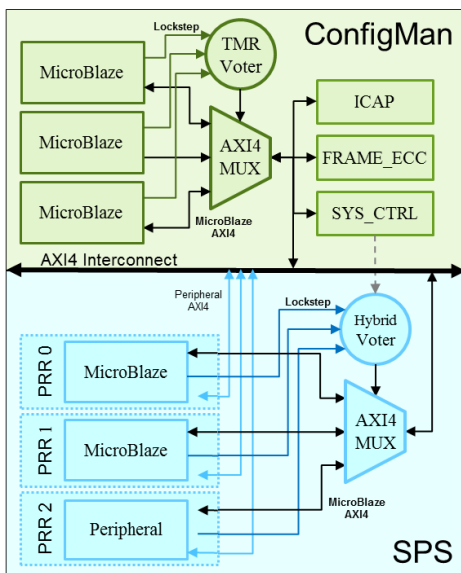 ConfigMan
Lockstep
TMR
Voter
MicroBlaze
MicroBlaze
MicroBlaze
AXI4
MUX
MicroBlaze
AXI4
ICAP
FRAME_ECC
SYS_CTRL
AXI4 Interconnect
Peripheral
AXI4
Lockstep
Hybrid
Voter
PRR 0
MicroBlaze
PRR 1
MicroBlaze
AXI4
MUX
MicroBlaze
AXI4
PRR 2
Peripheral
SPS